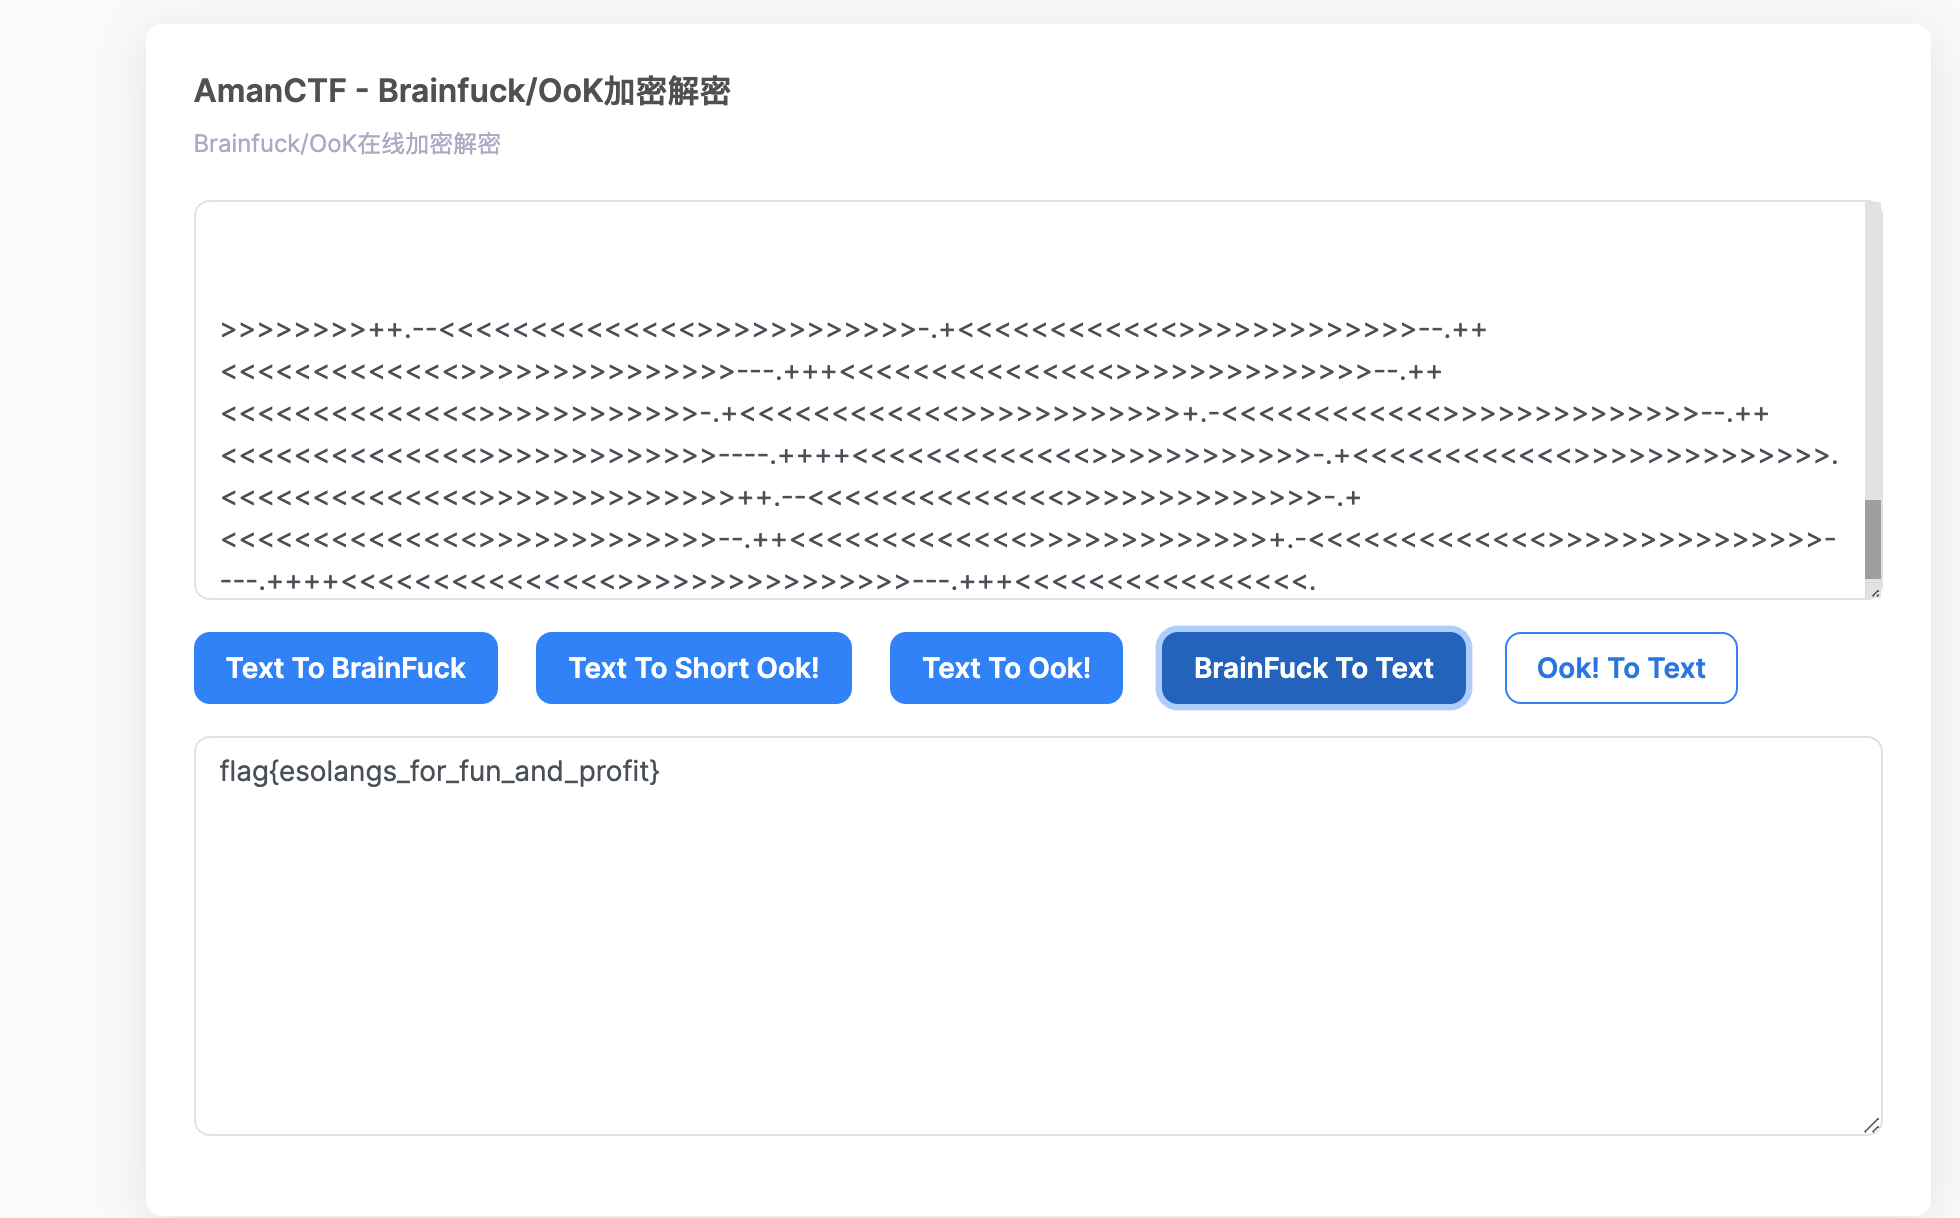 AmanCTF - Brainfuck/OoK加密解密
Brainfuck/OoK在线加密解密
>>>>>>>>++.--<<<<<<<<<<<<<<>>>>>>>>>>>>-.+<<<<<<<<<<<<>>>>>>>>>>>>>--.++
<<<<<<<<<<<<<>>>>>>>>>>>>>>>---.+++<<<<<<<<<<<<<<<>>>>>>>>>>>>>>--.++
<<<<<<<<<<<<<<>>>>>>>>>>>>-.+<<<<<<<<<<<<>>>>>>>>>>>>+.-<<<<<<<<<<<<>>>>>>>>>>>>>>--.++
<<<<<<<<<<<<<<>>>>>>>>>>>>>----.++++<<<<<<<<<<<<<>>>>>>>>>>>>-.+<<<<<<<<<<<<>>>>>>>>>>>>>>.
<<<<<<<<<<<<<<>>>>>>>>>>>>>>++.--<<<<<<<<<<<<<<>>>>>>>>>>>>>>-.+
<<<<<<<<<<<<<<>>>>>>>>>>>>>--.++<<<<<<<<<<<<<>>>>>>>>>>>>>+.-<<<<<<<<<<<<<>>>>>>>>>>>>>>>-
---.++++<<<<<<<<<<<<<<<>>>>>>>>>>>>>>>>---.+++<<<<<<<<<<<<<<<<.
Text To BrainFuck
Text To Short Ook!
Text To Ook!
BrainFuck To Text
Ook! To Text
flag{esolangs_for_fun_and_profit}